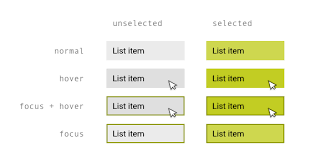 unselected selected
normal List item List item
hover List item List item
focus + hover List item List item
focus List item List item